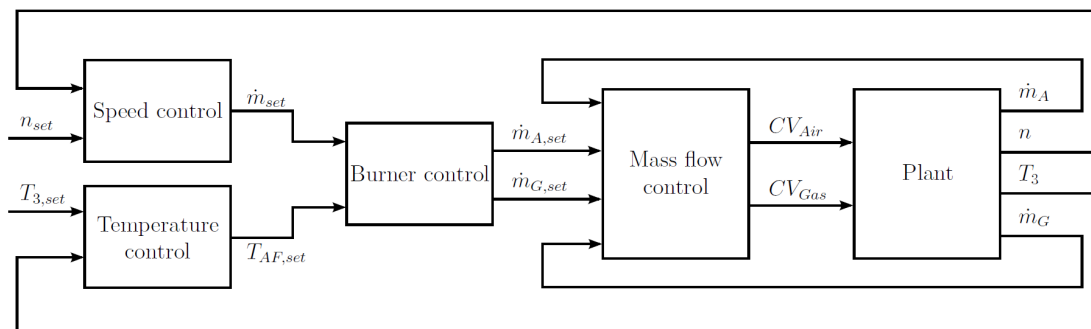 Speed control
ṁ_set
n_set
T_3,set
Temperature
control
T_AF,set
Burner control
ṁ_A,set
ṁ_G,set
Mass flow
control
CV_Air
CV_Gas
Plant
ṁ_A
n
T_3
ṁ_G